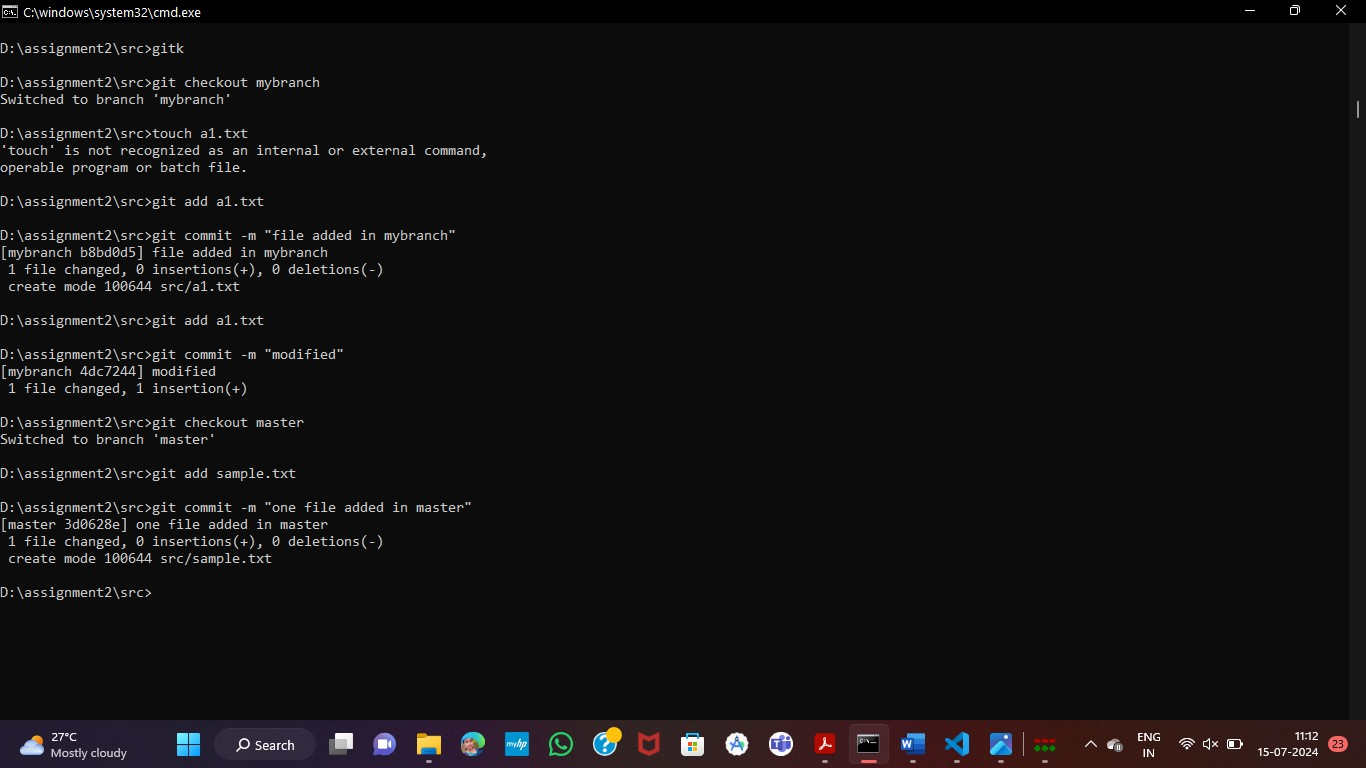 C:\windows\system32\cmd.exe
D:\assignment2\src>gitk
D:\assignment2\src>git checkout mybranch
Switched to branch 'mybranch'
D:\assignment2\src>touch a1.txt
'touch' is not recognized as an internal or external command,
operable program or batch file.
D:\assignment2\src>git add a1.txt
D:\assignment2\src>git commit -m "file added in mybranch"
[mybranch b8bd0d5] file added in mybranch
 1 file changed, 0 insertions(+), 0 deletions(-)
 create mode 100644 src/a1.txt
D:\assignment2\src>git add a1.txt
D:\assignment2\src>git commit -m "modified"
[mybranch 4dc7244] modified
 1 file changed, 1 insertion(+)
D:\assignment2\src>git checkout master
Switched to branch 'master'
D:\assignment2\src>git add sample.txt
D:\assignment2\src>git commit -m "one file added in master"
[master 3d0628e] one file added in master
 1 file changed, 0 insertions(+), 0 deletions(-)
 create mode 100644 src/sample.txt
D:\assignment2\src>
27°C
Mostly cloudy
Search
myhp
ENG
IN
11:12
15-07-2024
23